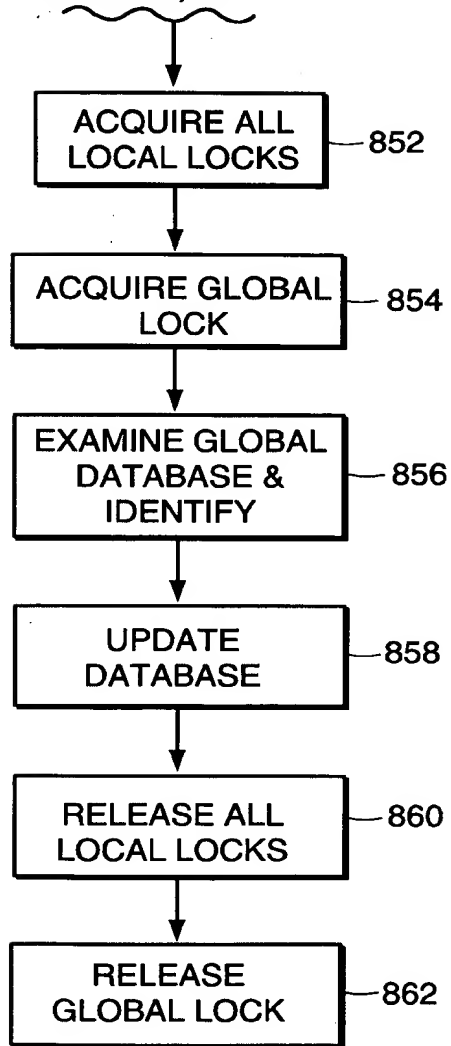 ACQUIRE ALL
LOCAL LOCKS
852
ACQUIRE GLOBAL
LOCK
854
EXAMINE GLOBAL
DATABASE &
IDENTIFY
856
UPDATE
DATABASE
858
RELEASE ALL
LOCAL LOCKS
860
RELEASE
GLOBAL LOCK
862